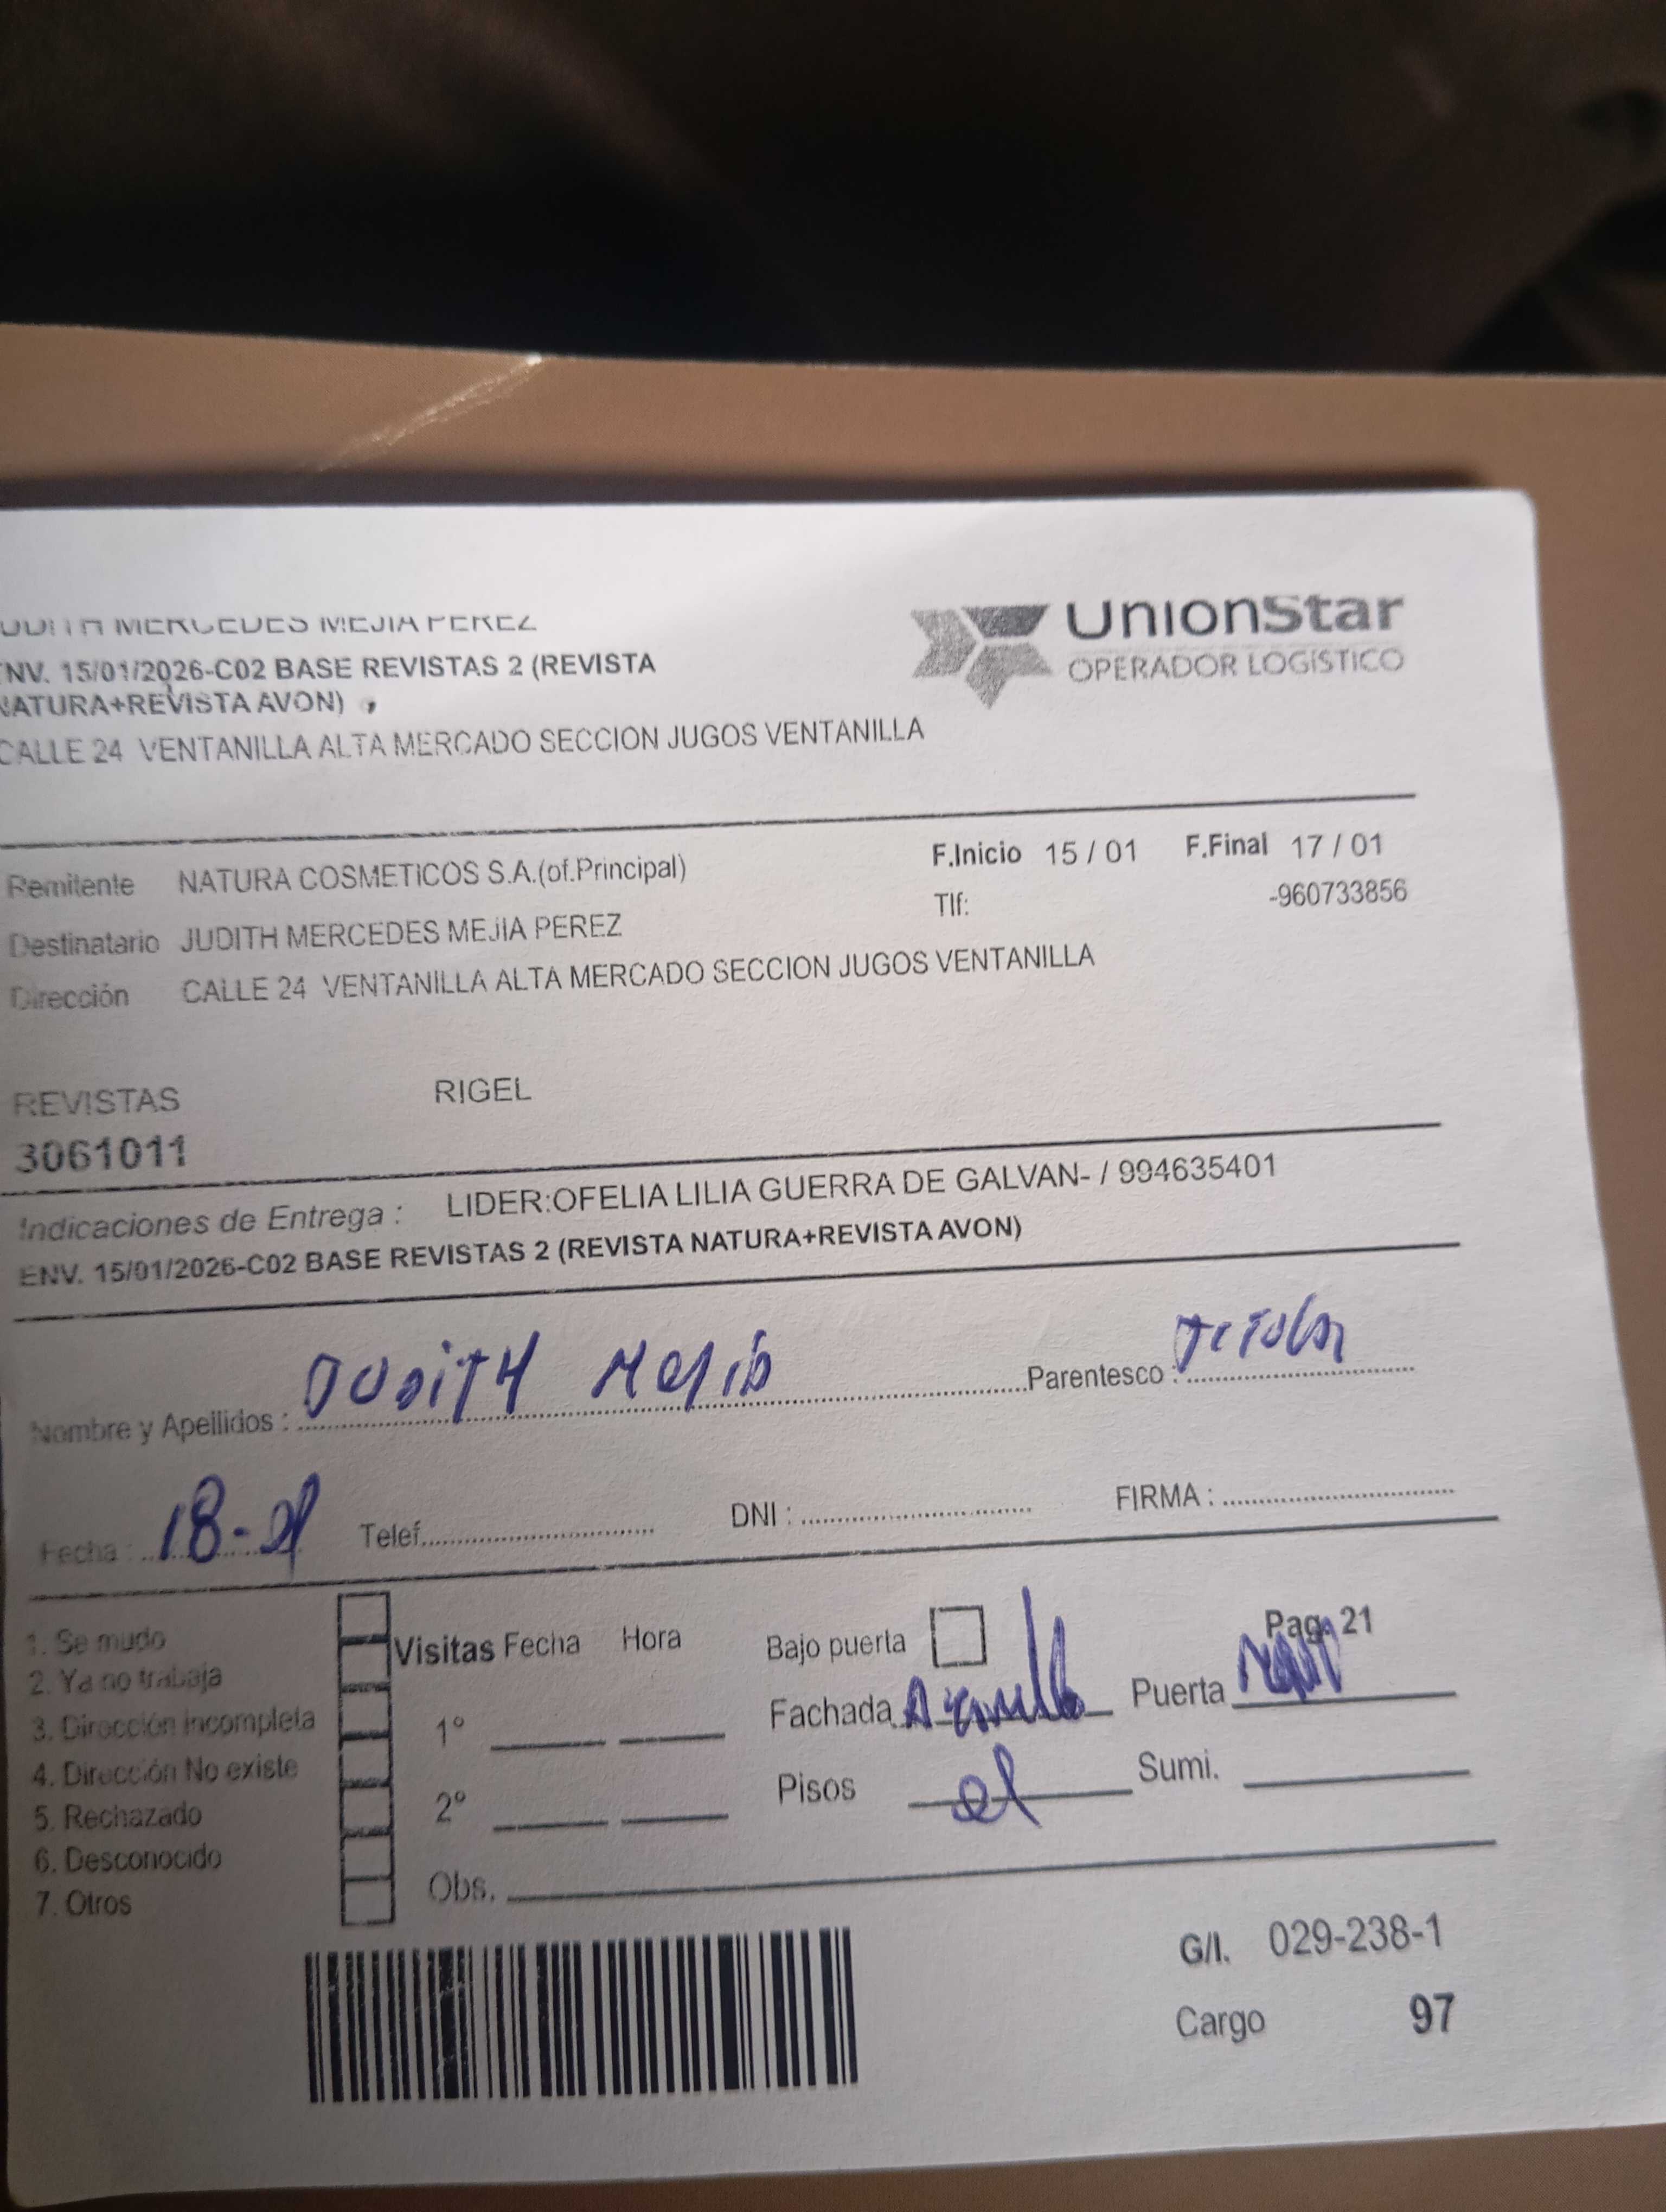 JUDITH MERCEDES MEJIA PEREZ
ENV. 15/01/2026-C02 BASE REVISTAS 2 (REVISTA
NATURA+REVISTA AVON)
CALLE 24 VENTANILLA ALTA MERCADO SECCION JUGOS VENTANILLA
UnionStar
OPERADOR LOGÍSTICO
Remitente NATURA COSMETICOS S.A.(of.Principal) F.Inicio 15 / 01 F.Final 17 / 01
Destinatario JUDITH MERCEDES MEJIA PEREZ Tlf: -960733856
Dirección CALLE 24 VENTANILLA ALTA MERCADO SECCION JUGOS VENTANILLA
REVISTAS RIGEL
3061011
Indicaciones de Entrega : LIDER:OFELIA LILIA GUERRA DE GALVAN- / 994635401
ENV. 15/01/2026-C02 BASE REVISTAS 2 (REVISTA NATURA+REVISTA AVON)
Nombre y Apellidos : JUDITH MEJIA Parentesco : TITULAR
Fecha : 18-01 Telef. DNI : FIRMA :
1. Se mudo
2. Ya no trabaja
3. Dirección incompleta
4. Dirección No existe
5. Rechazado
6. Desconocido
7. Otros
Visitas Fecha Hora
1°
2°
Obs.
Bajo puerta
Pag. 21
Fachada Puerta
Pisos Sumi.
G/I. 029-238-1
Cargo 97